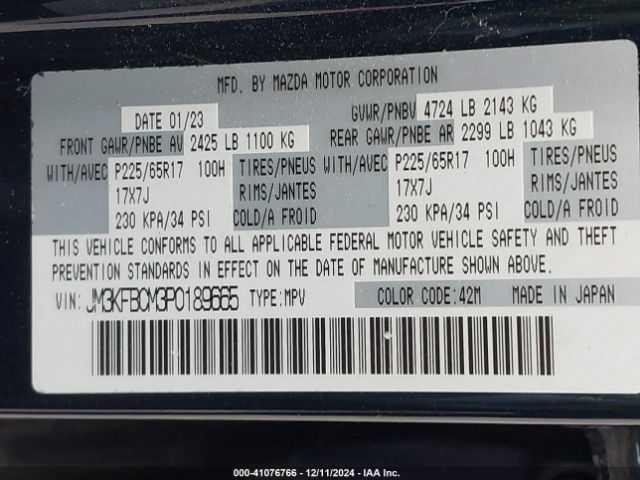 MFD. BY MAZDA MOTOR CORPORATION
DATE 01/23 GVWR/PNBV 4724 LB 2143 KG
FRONT GAWR/PNBE AV 2425 LB 1100 KG REAR GAWR/PNBE AR 2299 LB 1043 KG
WITH/AVEC P225/65R17 100H TIRES/PNEUS WITH/AVEC P225/65R17 100H TIRES/PNEUS
17X7J RIMS/JANTES 17X7J RIMS/JANTES
230 KPA/34 PSI COLD/A FROID 230 KPA/34 PSI COLD/A FROID
THIS VEHICLE CONFORMS TO ALL APPLICABLE FEDERAL MOTOR VEHICLE SAFETY AND THEFT
PREVENTION STANDARDS IN EFFECT ON THE DATE OF MANUFACTURE SHOWN ABOVE.
VIN: JM3KFBCM3P0189665 TYPE:MPV COLOR CODE:42M MADE IN JAPAN
000-41076766 - 12/11/2024 - IAA Inc.